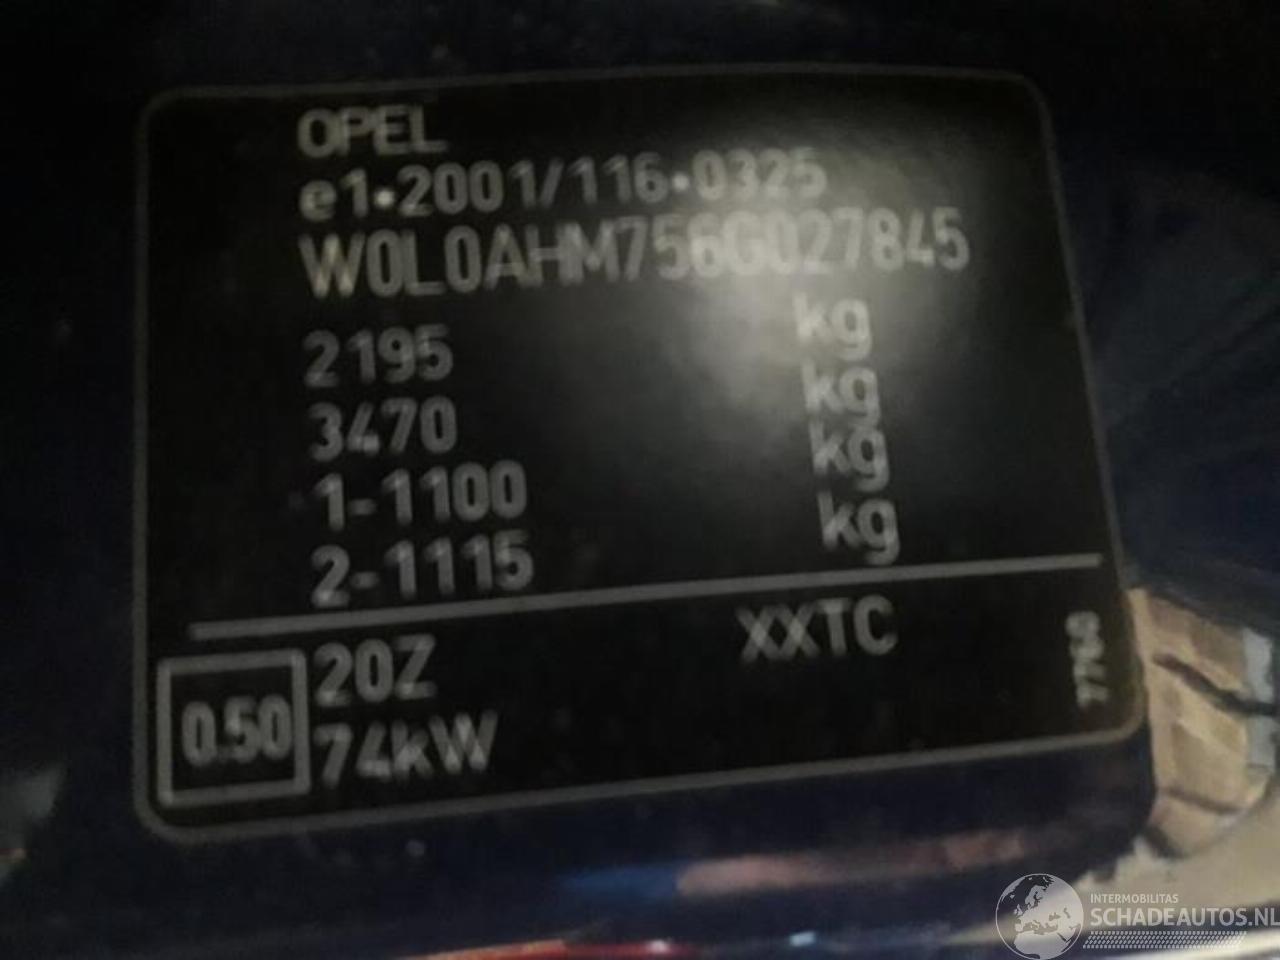 OPEL
e1*2001/116*0325
W0L0AHM756G027845
2195 kg
3470 kg
1-1100 kg
2-1115 kg
20Z XXTC
0.50
74kW
7768
INTERMOBILITAS
SCHADEAUTOS.NL